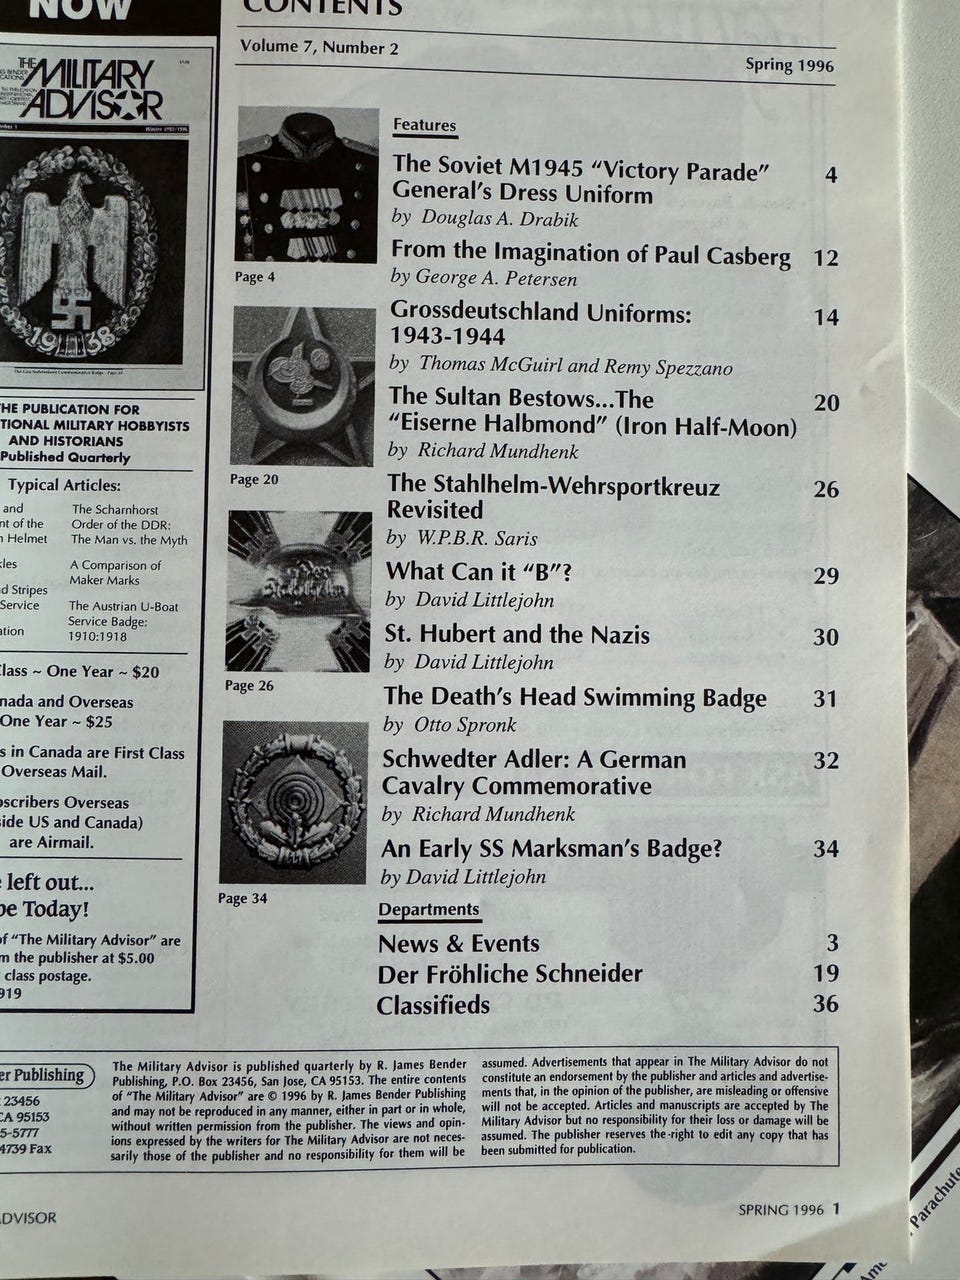 NOW
THE
MILITARY
ADVISOR
1938
THE PUBLICATION FOR
TIONAL MILITARY HOBBYISTS
AND HISTORIANS
Published Quarterly
Typical Articles:
and
nt of the
n Helmet
kles
d Stripes
Service
ation
The Scharnhorst
Order of the DDR:
The Man vs. the Myth
A Comparison of
Maker Marks
The Austrian U-Boat
Service Badge:
1910:1918
lass ~ One Year ~ $20
nada and Overseas
One Year ~ $25
s in Canada are First Class
Overseas Mail.
bscribers Overseas
side US and Canada)
are Airmail.
e left out...
be Today!
of “The Military Advisor” are
m the publisher at $5.00
class postage.
919
CONTENTS
Volume 7, Number 2
Spring 1996
Features
The Soviet M1945 “Victory Parade” 4
General’s Dress Uniform
by Douglas A. Drabik
Page 4
From the Imagination of Paul Casberg 12
by George A. Petersen
Grossdeutschland Uniforms: 14
1943-1944
by Thomas McGuirl and Remy Spezzano
The Sultan Bestows...The 20
“Eiserne Halbmond” (Iron Half-Moon)
by Richard Mundhenk
Page 20
The Stahlhelm-Wehrsportkreuz 26
Revisited
by W.P.B.R. Saris
What Can it “B”? 29
by David Littlejohn
St. Hubert and the Nazis 30
by David Littlejohn
Der
Stahlhelm
Page 26
The Death’s Head Swimming Badge 31
by Otto Spronk
Schwedter Adler: A German 32
Cavalry Commemorative
by Richard Mundhenk
An Early SS Marksman’s Badge? 34
by David Littlejohn
Page 34
Departments
News & Events 3
Der Fröhliche Schneider 19
Classifieds 36
er Publishing
23456
CA 95153
5-5777
4739 Fax
The Military Advisor is published quarterly by R. James Bender
Publishing, P.O. Box 23456, San Jose, CA 95153. The entire contents
of “The Military Advisor” are © 1996 by R. James Bender Publishing
and may not be reproduced in any manner, either in part or in whole,
without written permission from the publisher. The views and opin-
ions expressed by the writers for The Military Advisor are not neces-
sarily those of the publisher and no responsibility for them will be
assumed. Advertisements that appear in The Military Advisor do not
constitute an endorsement by the publisher and articles and advertise-
ments that, in the opinion of the publisher, are misleading or offensive
will not be accepted. Articles and manuscripts are accepted by The
Military Advisor but no responsibility for their loss or damage will be
assumed. The publisher reserves the right to edit any copy that has
been submitted for publication.
DVISOR
SPRING 1996 1
Parachute